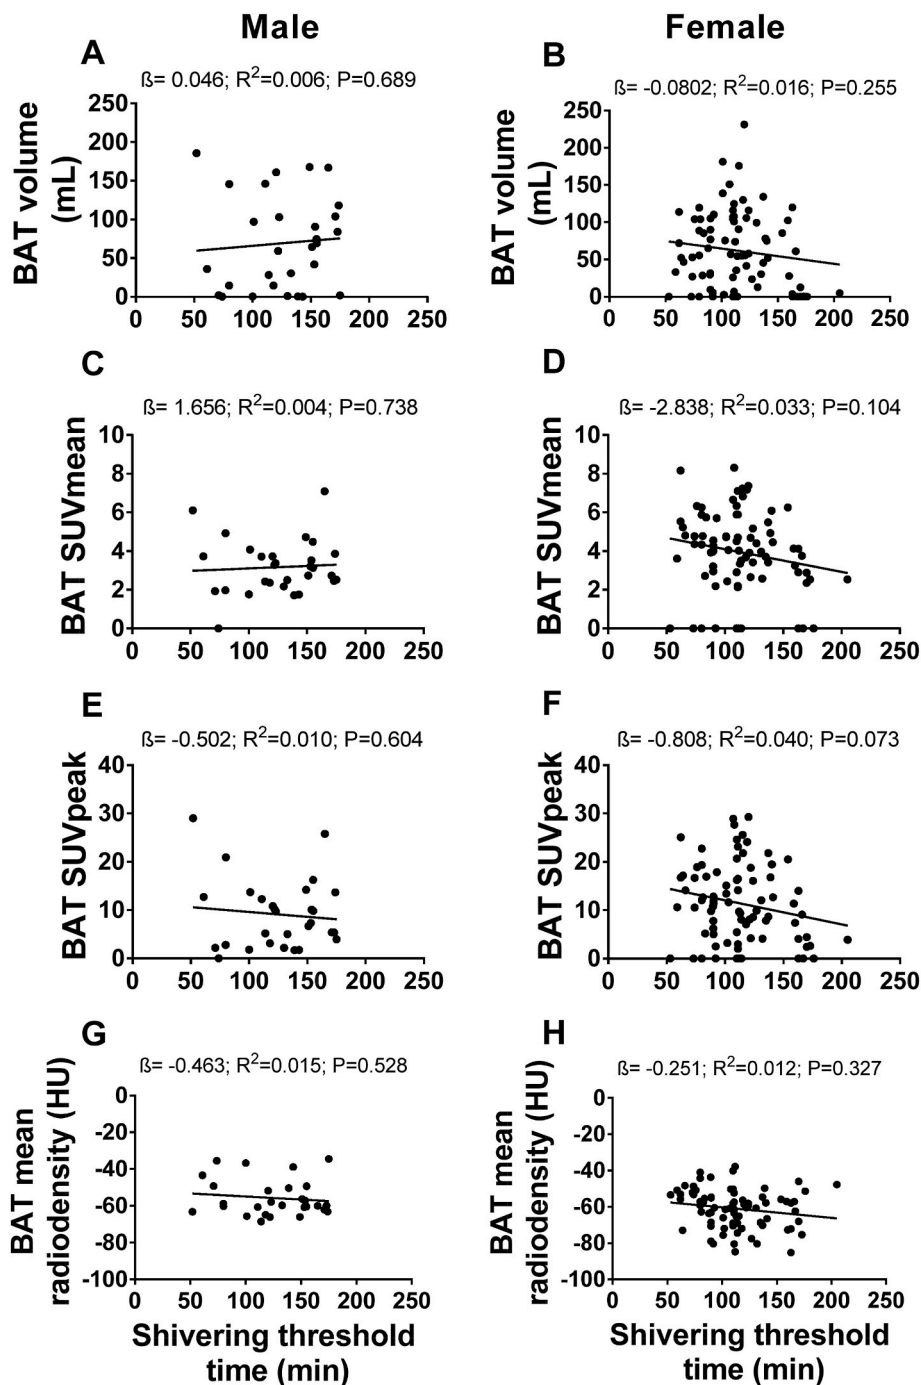 Male
Female
A
ß= 0.046; R²=0.006; P=0.689
BAT volume
(mL)
250
200
150
100
50
0
0 50 100 150 200 250
B
ß= -0.0802; R²=0.016; P=0.255
BAT volume
(mL)
250
200
150
100
50
0
0 50 100 150 200 250
C
ß= 1.656; R²=0.004; P=0.738
BAT SUVmean
10
8
6
4
2
0
0 50 100 150 200 250
D
ß= -2.838; R²=0.033; P=0.104
BAT SUVmean
10
8
6
4
2
0
0 50 100 150 200 250
E
ß= -0.502; R²=0.010; P=0.604
BAT SUVpeak
40
30
20
10
0
0 50 100 150 200 250
F
ß= -0.808; R²=0.040; P=0.073
BAT SUVpeak
40
30
20
10
0
0 50 100 150 200 250
G
ß= -0.463; R²=0.015; P=0.528
BAT mean
radiodensity (HU)
0
-20
-40
-60
-80
-100
0 50 100 150 200 250
Shivering threshold
time (min)
H
ß= -0.251; R²=0.012; P=0.327
BAT mean
radiodensity (HU)
0
-20
-40
-60
-80
-100
0 50 100 150 200 250
Shivering threshold
time (min)